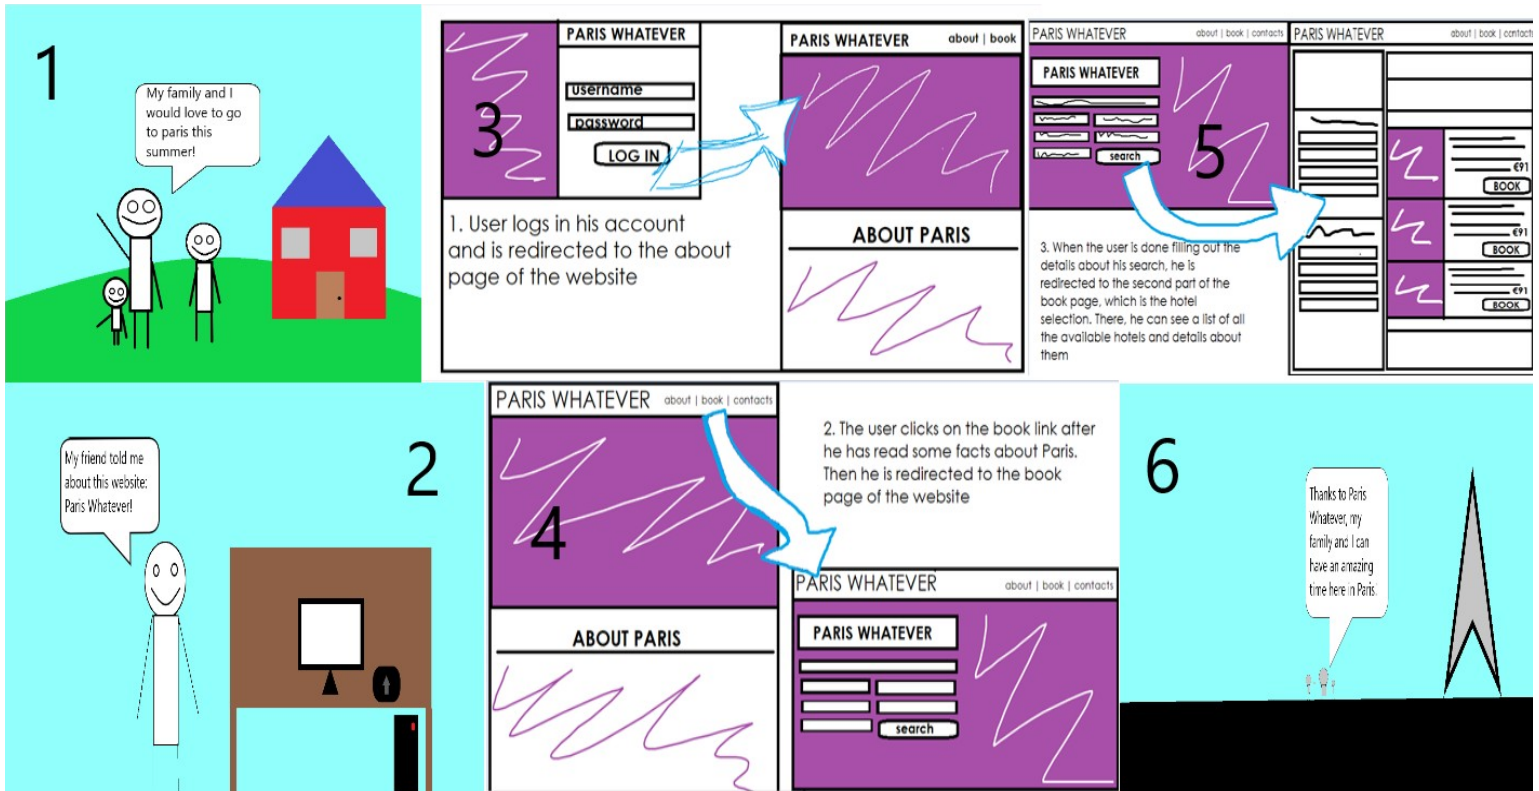 1
My family and I
would love to go
to paris this
summer!
2
My friend told me
about this website:
Paris Whatever!
3
PARIS WHATEVER
username
password
LOG IN
PARIS WHATEVER
about | book
ABOUT PARIS
1. User logs in his account
and is redirected to the about
page of the website
4
PARIS WHATEVER
about | book | contacts
ABOUT PARIS
2. The user clicks on the book link after
he has read some facts about Paris.
Then he is redirected to the book
page of the website
PARIS WHATEVER
about | book | contacts
PARIS WHATEVER
search
5
PARIS WHATEVER
about | book | contacts
PARIS WHATEVER
search
3. When the user is done filling out the
details about his search, he is
redirected to the second part of the
book page, which is the hotel
selection. There, he can see a list of all
the available hotels and details about
them
PARIS WHATEVER
about | book | contacts
€91
BOOK
€91
BOOK
€91
BOOK
6
Thanks to Paris
Whatever, my
family and I can
have an amazing
time here in Paris!